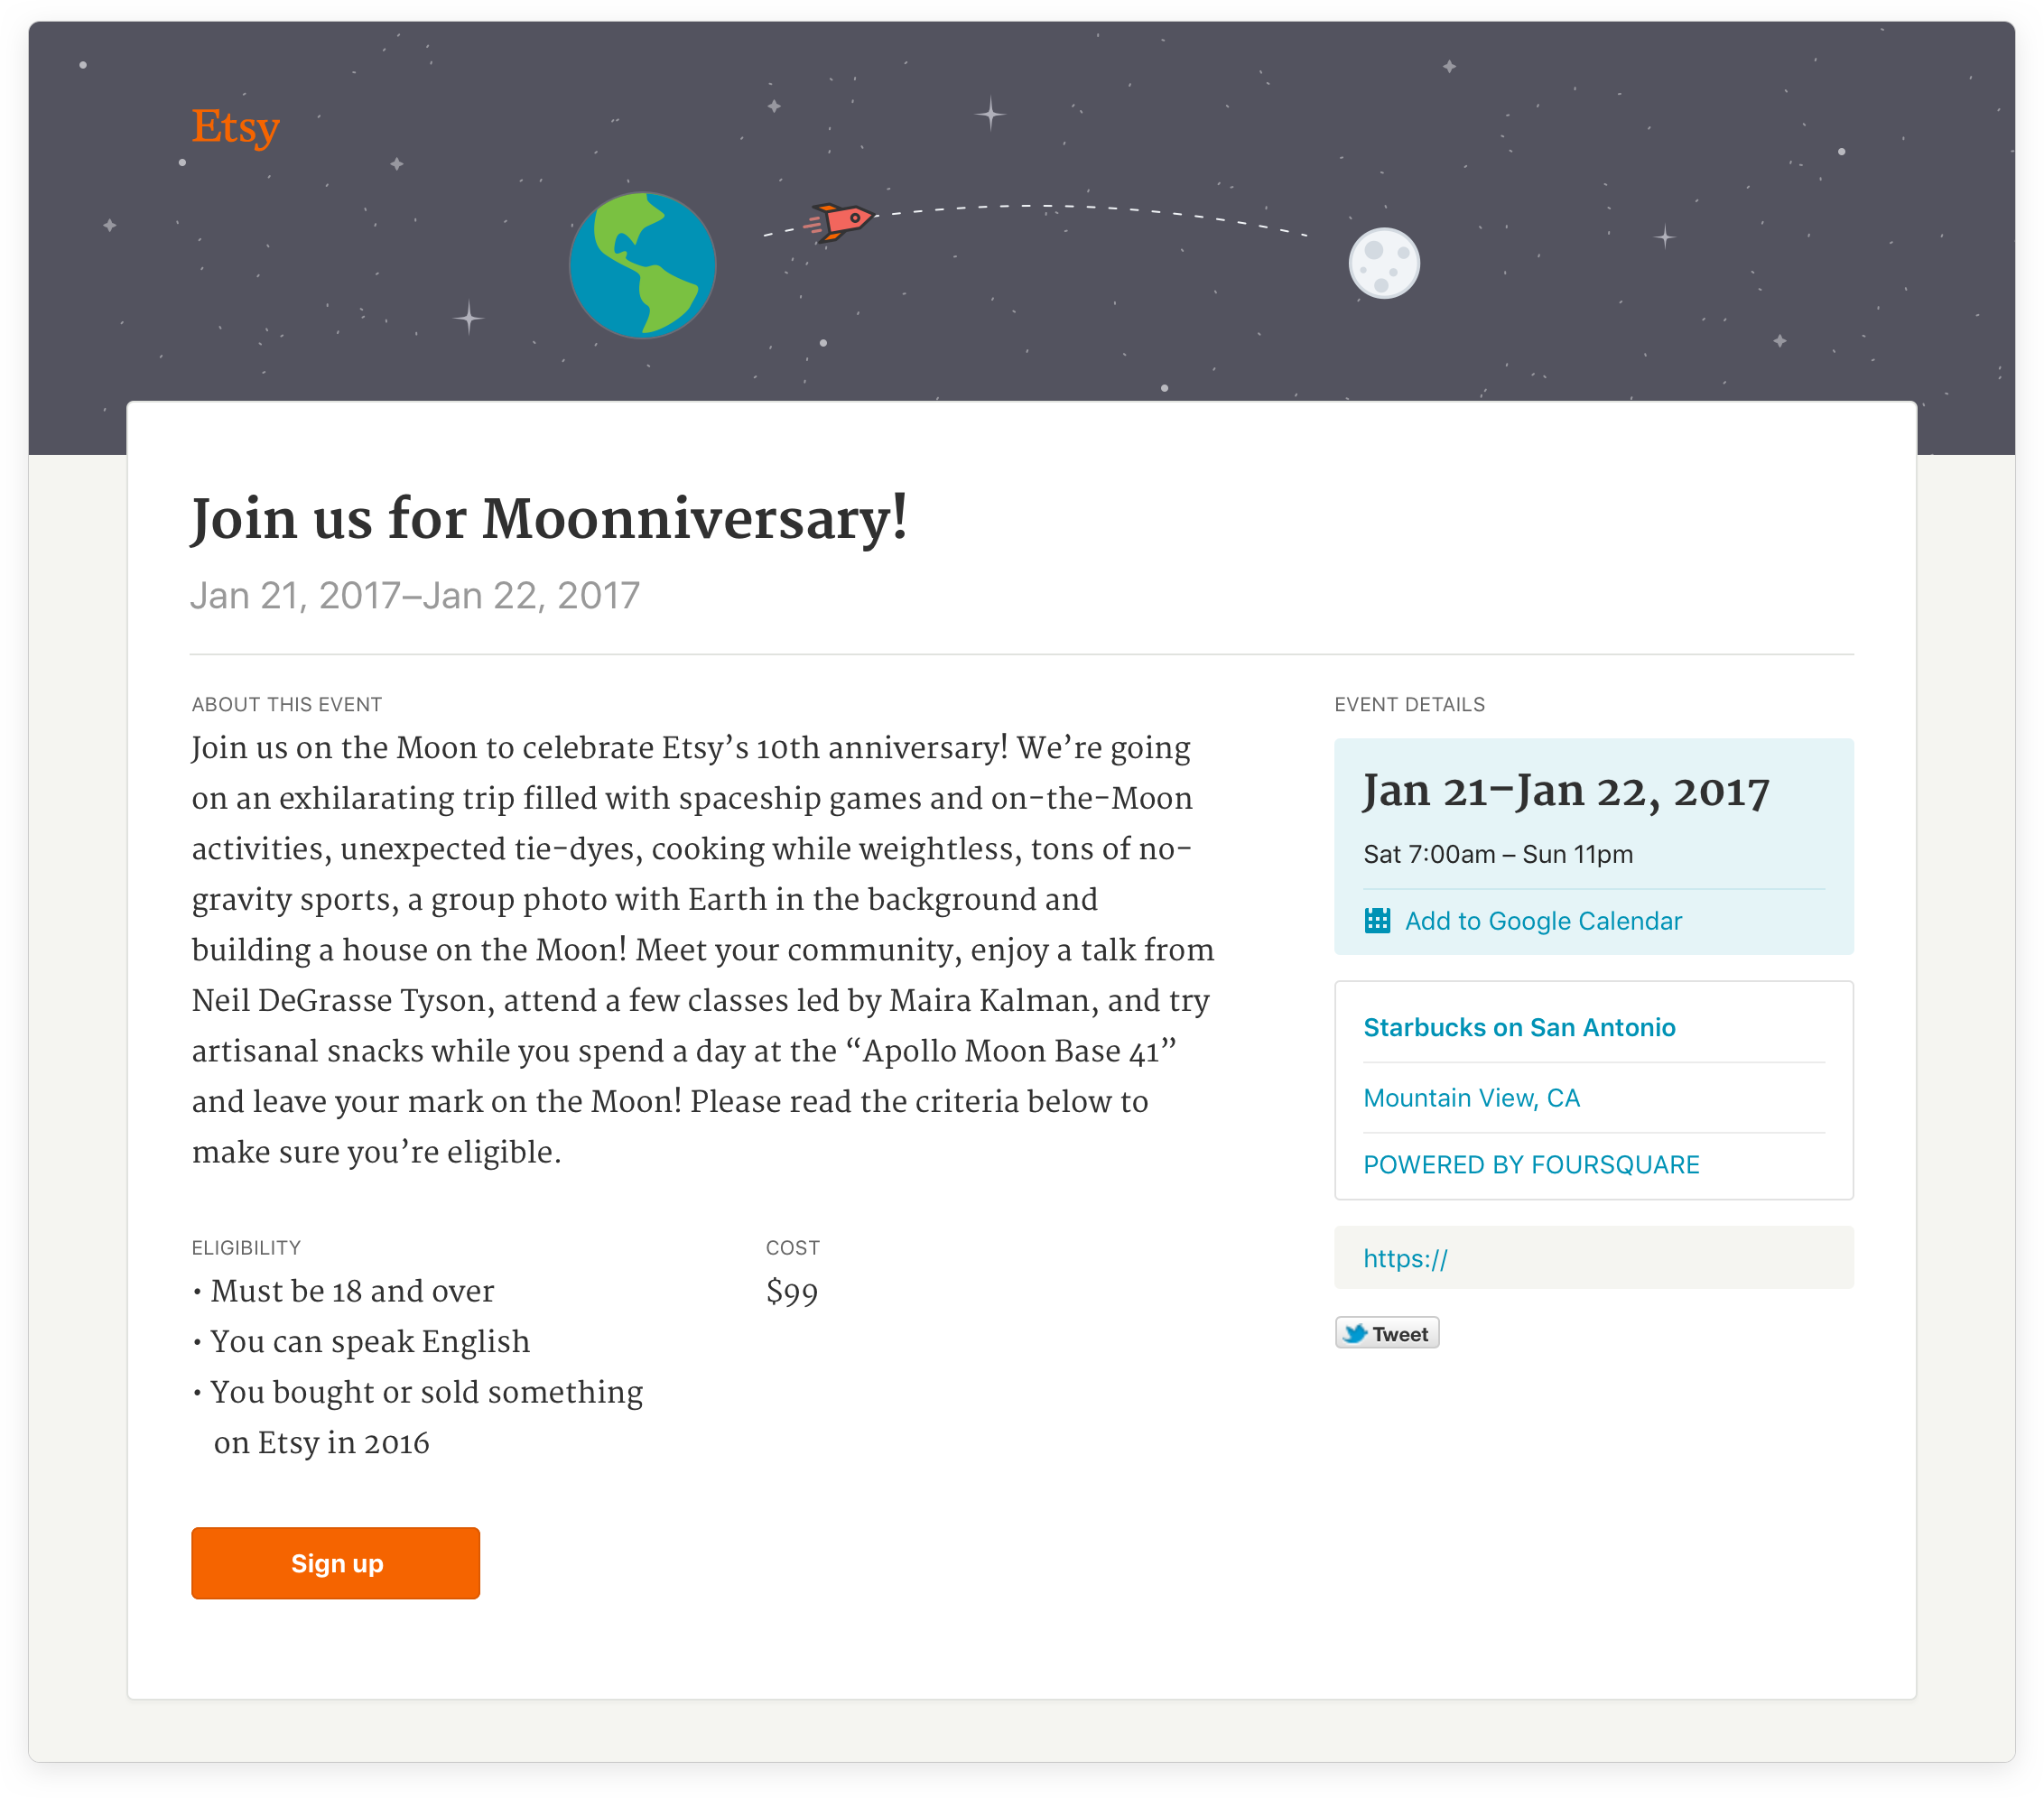 Etsy
Join us for Moonniversary!
Jan 21, 2017–Jan 22, 2017
ABOUT THIS EVENT
Join us on the Moon to celebrate Etsy’s 10th anniversary! We’re going
on an exhilarating trip filled with spaceship games and on-the-Moon
activities, unexpected tie-dyes, cooking while weightless, tons of no-
gravity sports, a group photo with Earth in the background and
building a house on the Moon! Meet your community, enjoy a talk from
Neil DeGrasse Tyson, attend a few classes led by Maira Kalman, and try
artisanal snacks while you spend a day at the “Apollo Moon Base 41”
and leave your mark on the Moon! Please read the criteria below to
make sure you’re eligible.
ELIGIBILITY
• Must be 18 and over
• You can speak English
• You bought or sold something
on Etsy in 2016
COST
$99
Sign up
EVENT DETAILS
Jan 21–Jan 22, 2017
Sat 7:00am – Sun 11pm
Add to Google Calendar
Starbucks on San Antonio
Mountain View, CA
POWERED BY FOURSQUARE
https://
Tweet